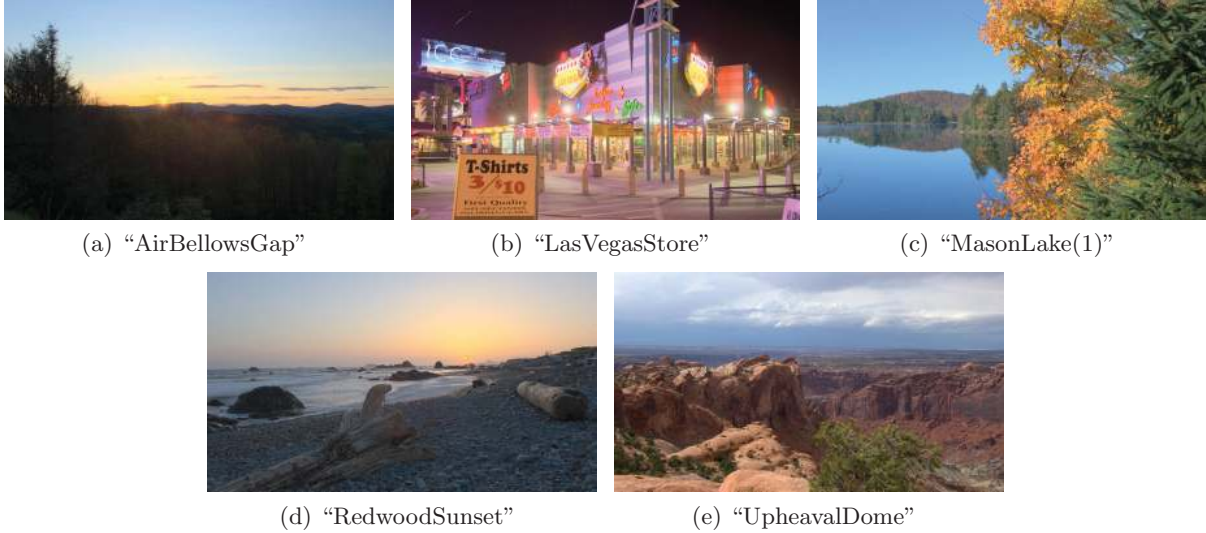 T-Shirts
3/$10
First Quality
(a) “AirBellowsGap”
(b) “LasVegasStore”
(c) “MasonLake(1)”
(d) “RedwoodSunset”
(e) “UpheavalDome”